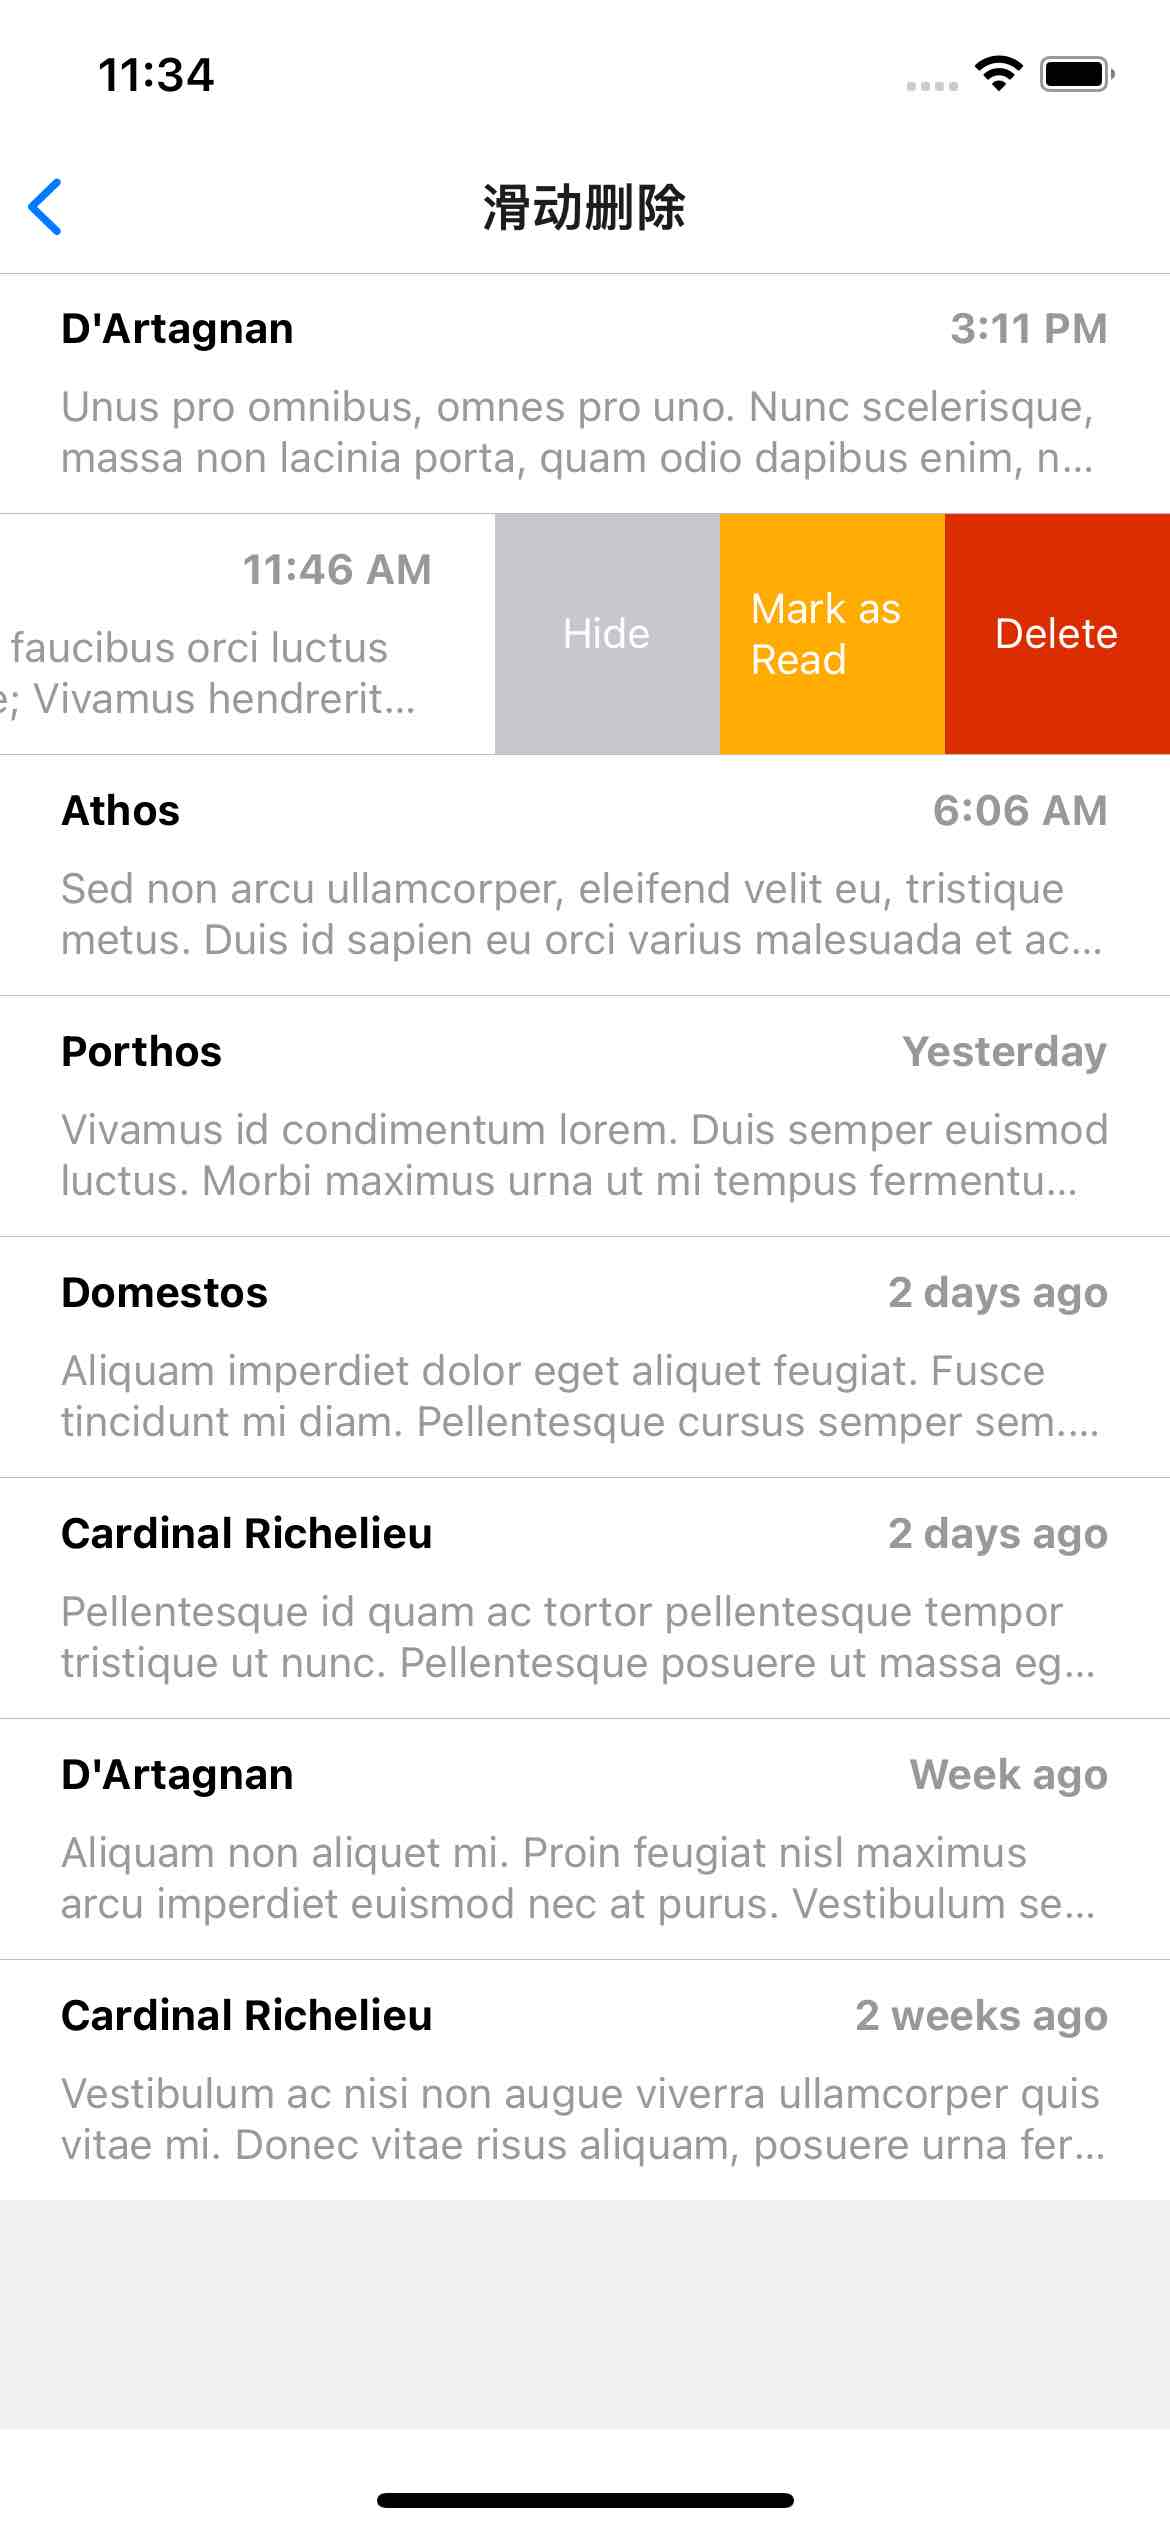 11:34
滑动删除
D'Artagnan
3:11 PM
Unus pro omnibus, omnes pro uno. Nunc scelerisque,
massa non lacinia porta, quam odio dapibus enim, n...
11:46 AM
faucibus orci luctus
e; Vivamus hendrerit...
Hide
Mark as
Read
Delete
Athos
6:06 AM
Sed non arcu ullamcorper, eleifend velit eu, tristique
metus. Duis id sapien eu orci varius malesuada et ac...
Porthos
Yesterday
Vivamus id condimentum lorem. Duis semper euismod
luctus. Morbi maximus urna ut mi tempus fermentu...
Domestos
2 days ago
Aliquam imperdiet dolor eget aliquet feugiat. Fusce
tincidunt mi diam. Pellentesque cursus semper sem....
Cardinal Richelieu
2 days ago
Pellentesque id quam ac tortor pellentesque tempor
tristique ut nunc. Pellentesque posuere ut massa eg...
D'Artagnan
Week ago
Aliquam non aliquet mi. Proin feugiat nisl maximus
arcu imperdiet euismod nec at purus. Vestibulum se...
Cardinal Richelieu
2 weeks ago
Vestibulum ac nisi non augue viverra ullamcorper quis
vitae mi. Donec vitae risus aliquam, posuere urna fer...